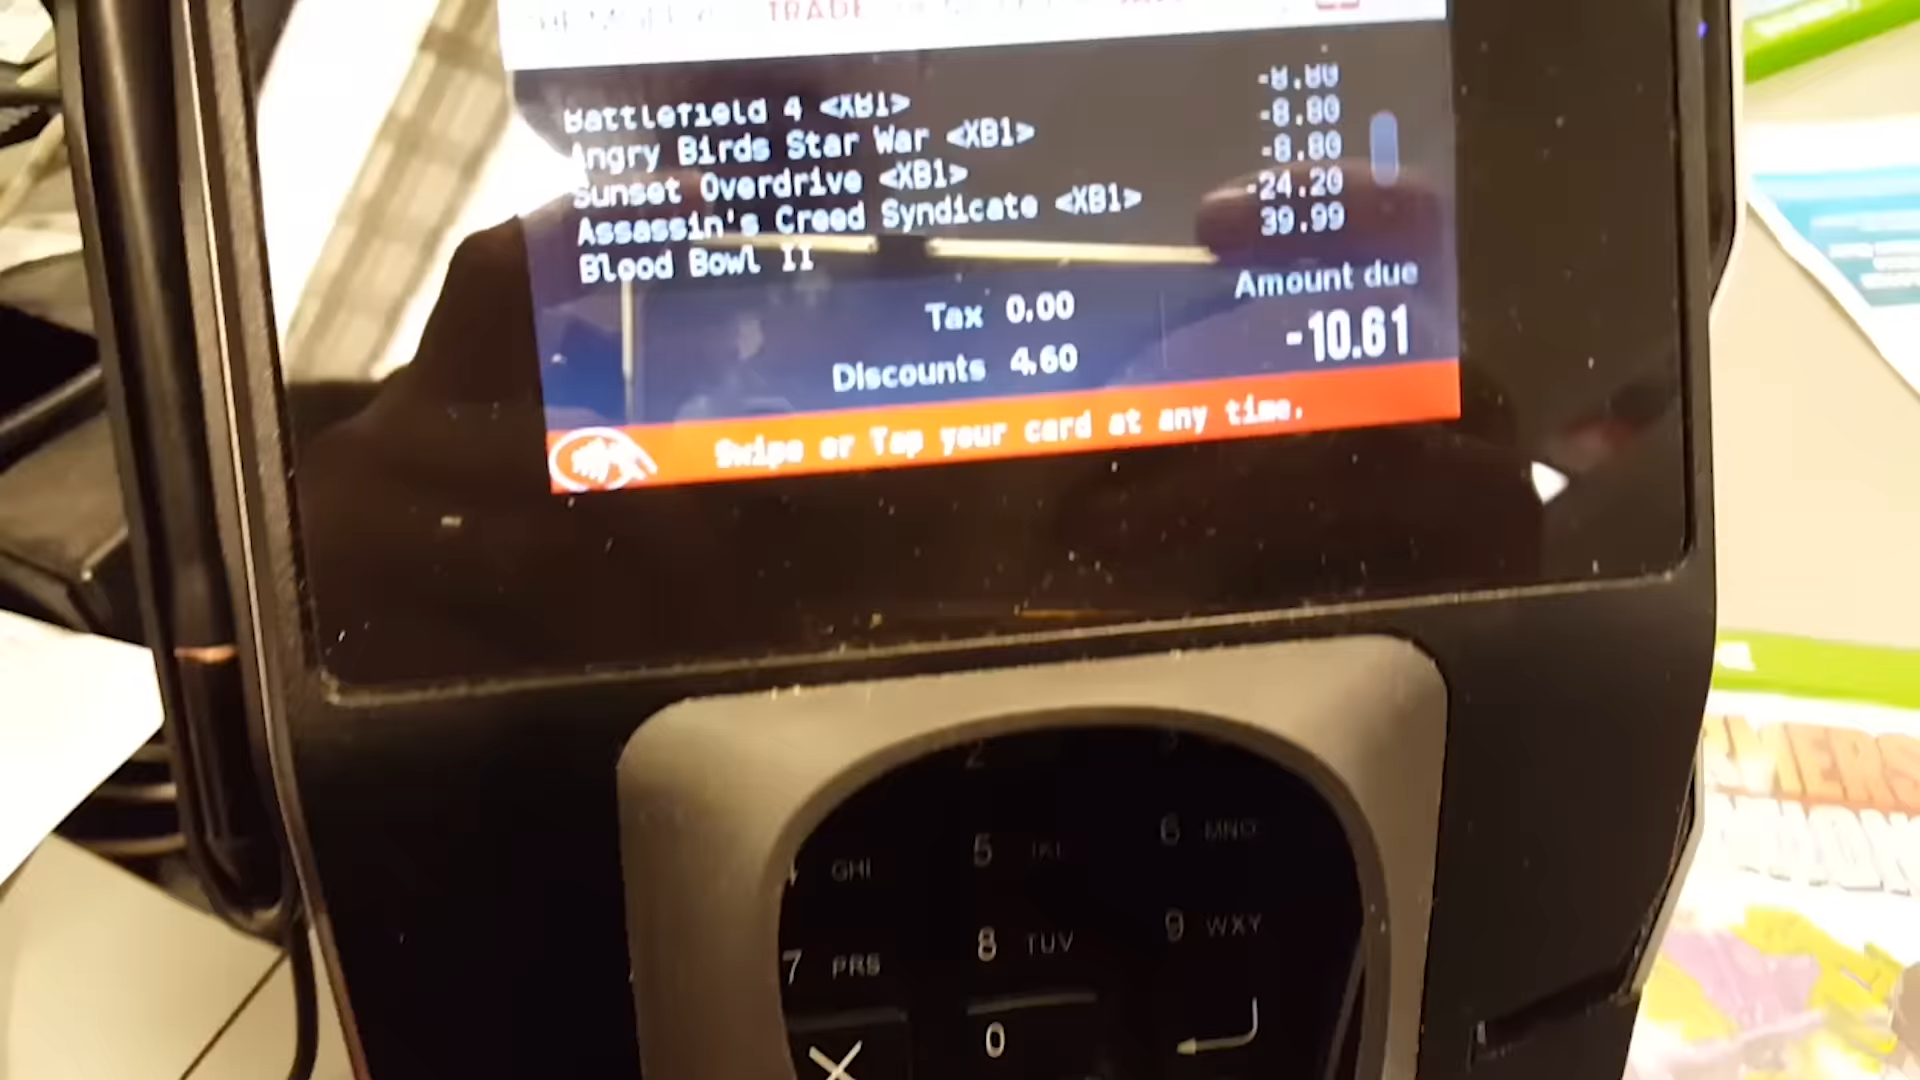 TRADE
Battlefield 4 <XB1> -8.80
Angry Birds Star War <XB1> -8.80
Sunset Overdrive <XB1> -8.80
Assassin's Creed Syndicate <XB1> -24.20
Blood Bowl II 39.99
Tax 0.00
Amount due
Discounts 4.60
-10.61
Swipe or Tap your card at any time.
2
5 JKL 6 MNO
GHI
7 PRS 8 TUV 9 WXY
0